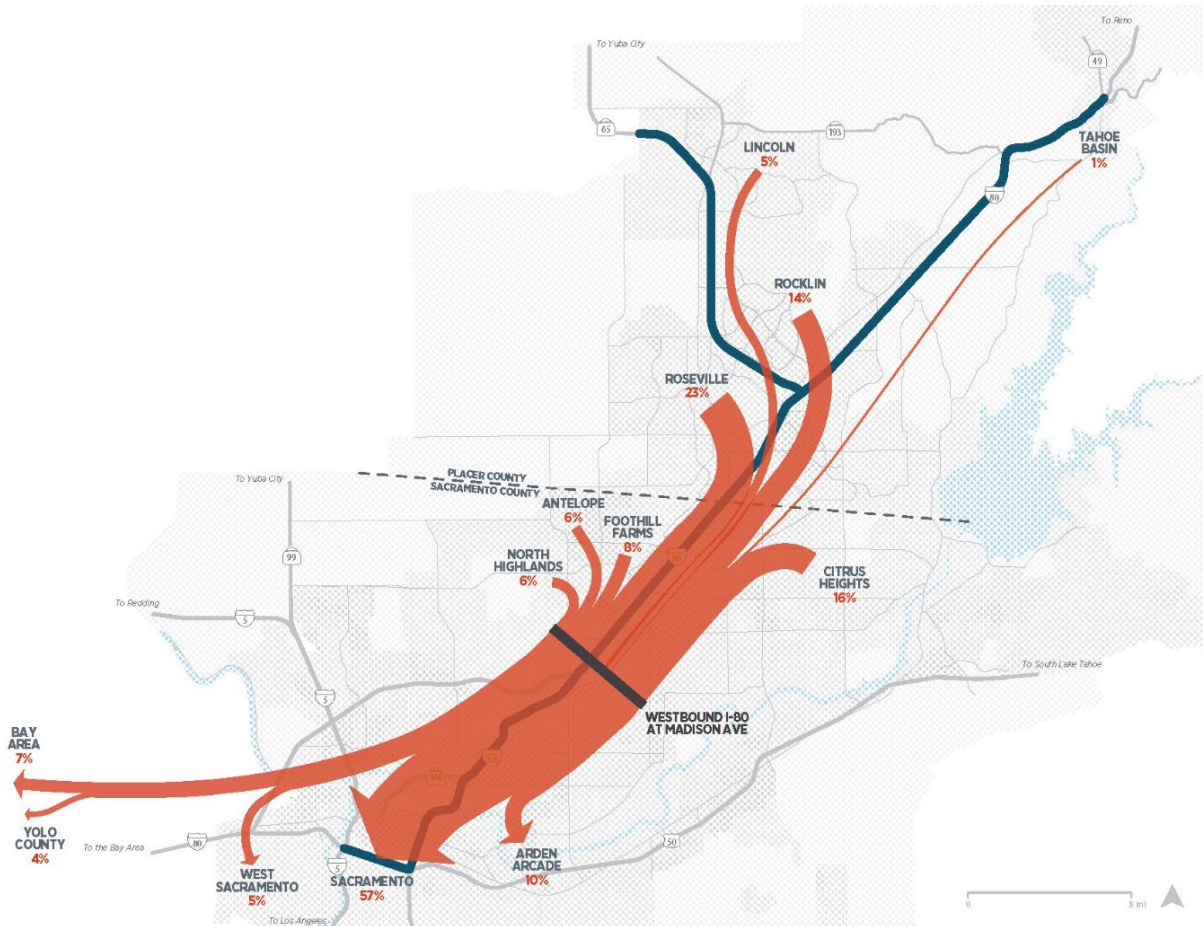 To Reno
To Yuba City
49
65
193
LINCOLN
5%
TAHOE
BASIN
1%
80
ROCKLIN
14%
ROSEVILLE
23%
PLACER COUNTY
SACRAMENTO COUNTY
To Yuba City
ANTELOPE
6%
FOOTHILL
FARMS
8%
NORTH
HIGHLANDS
6%
80
99
CITRUS
HEIGHTS
16%
To Redding
5
To South Lake Tahoe
5
WESTBOUND I-80
AT MADISON AVE
BAY
AREA
7%
160
YOLO
COUNTY
4%
To the Bay Area
80
50
WEST
SACRAMENTO
5%
5
SACRAMENTO
57%
ARDEN
ARCADE
10%
To Los Angeles
0
5 mi